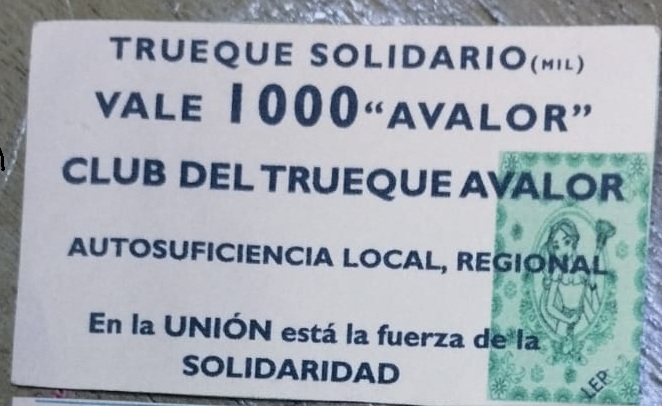 TRUEQUE SOLIDARIO (MIL)
VALE 1000 "AVALOR"
CLUB DEL TRUEQUE AVALOR
AUTOSUFICIENCIA LOCAL, REGIONAL
En la UNIÓN está la fuerza de la
SOLIDARIDAD
LEP